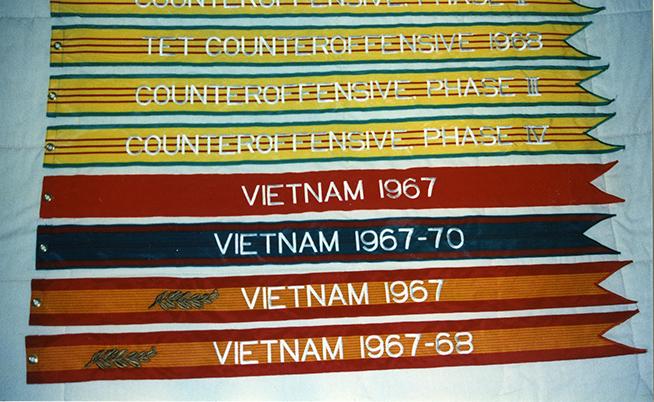 COUNTEROFFENSIVE, PHASE II
TET COUNTEROFFENSIVE 1968
COUNTEROFFENSIVE, PHASE III
COUNTEROFFENSIVE, PHASE IV
VIETNAM 1967
VIETNAM 1967-70
VIETNAM 1967
VIETNAM 1967-68